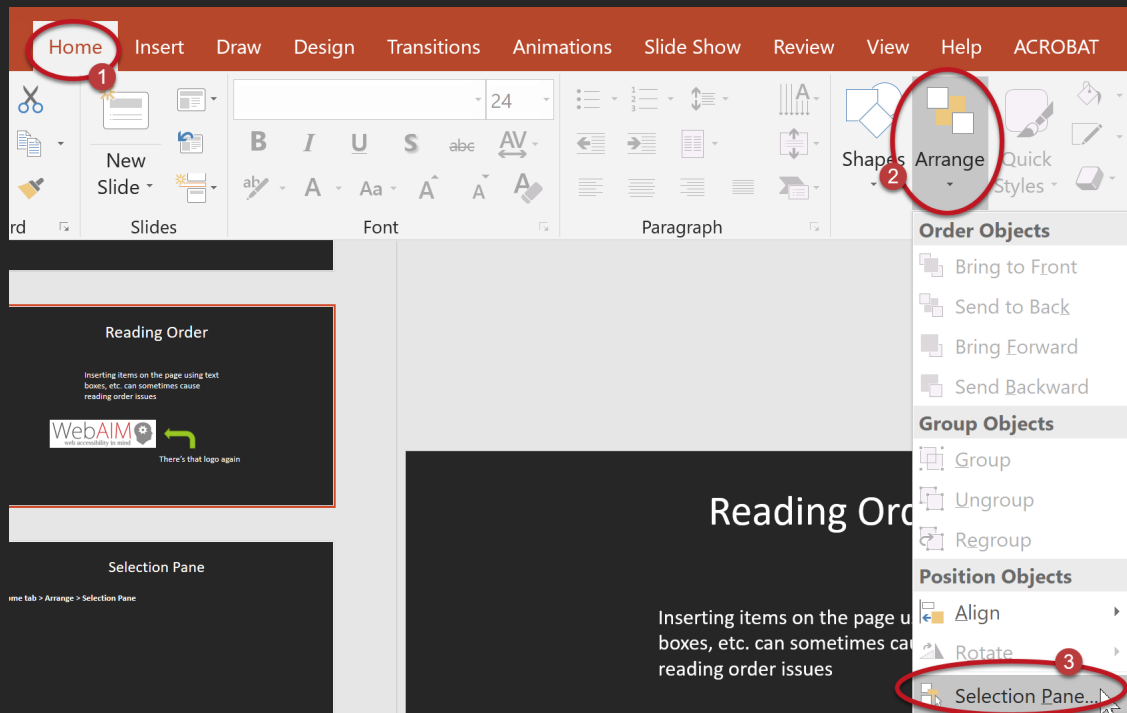 Home Insert Draw Design Transitions Animations Slide Show Review View Help ACROBAT
1
24
B I U S abc AV
New
Slide
ab A Aa A A A
Shapes
Arrange
Quick
Styles
2
rd
Slides
Font
Paragraph
Order Objects
Bring to Front
Send to Back
Bring Forward
Send Backward
Group Objects
Group
Ungroup
Regroup
Position Objects
Align
Rotate
3
Selection Pane...
Reading Order
Inserting items on the page using text
boxes, etc. can sometimes cause
reading order issues
WebAIM
web accessibility in mind
There's that logo again
Selection Pane
ome tab > Arrange > Selection Pane
Reading Ord
Inserting items on the page u
boxes, etc. can sometimes cau
reading order issues